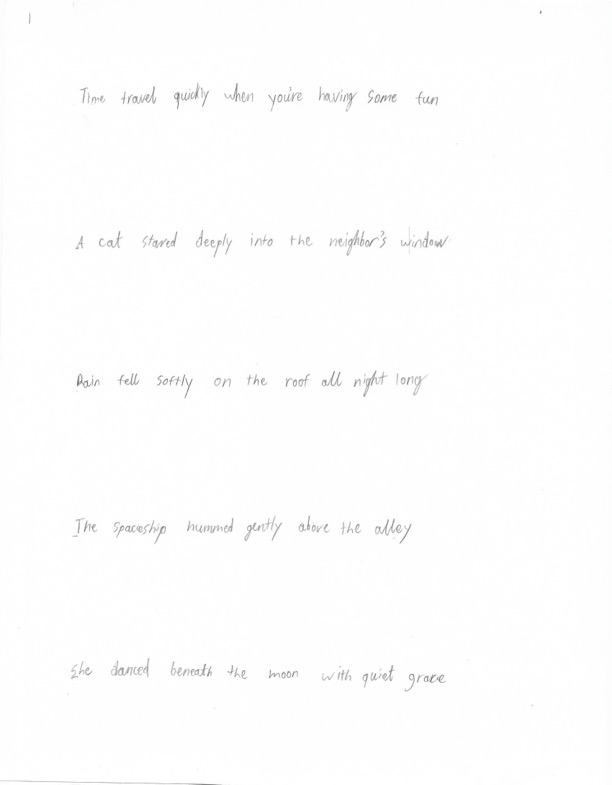 1
Time travel quickly when you're having some fun
A cat stared deeply into the neighbor's window
Rain fell softly on the roof all night long
The spaceship hummed gently above the alley
She danced beneath the moon with quiet grace